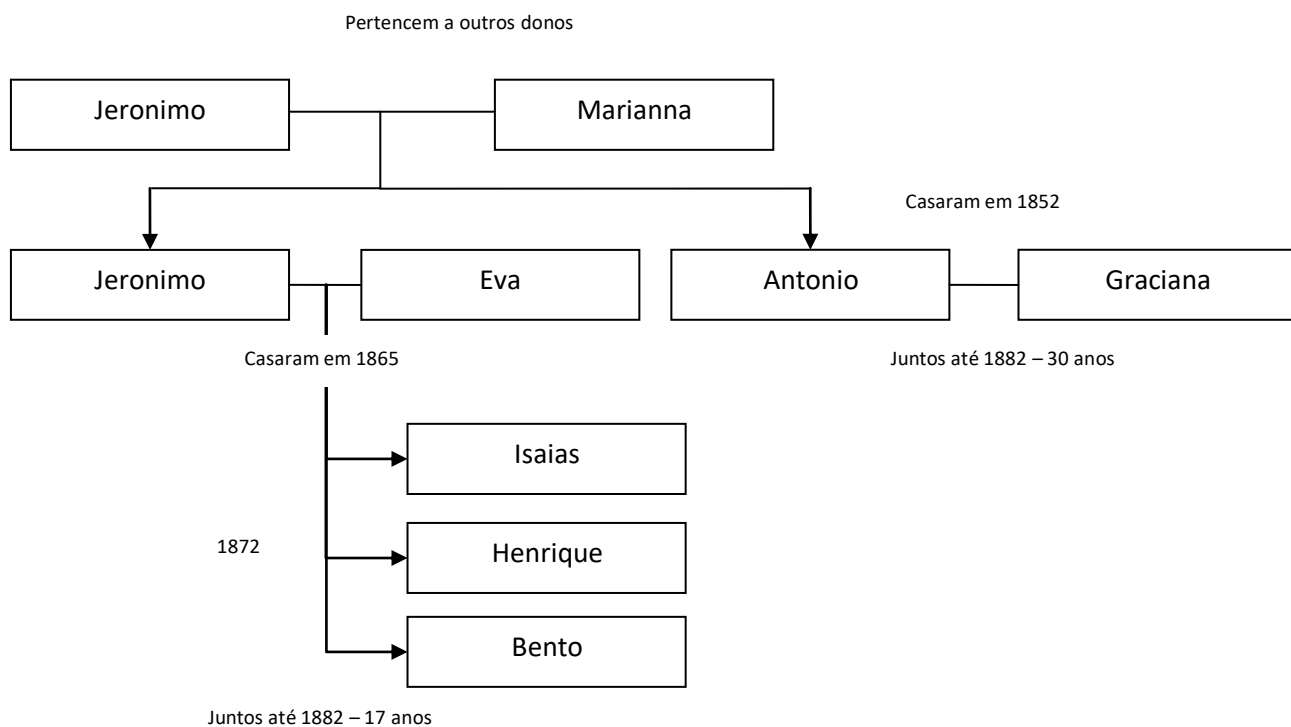 Pertencem a outros donos
Jeronimo
Marianna
Casaram em 1852
Jeronimo
Eva
Antonio
Graciana
Casaram em 1865
Juntos até 1882 – 30 anos
Isaias
1872
Henrique
Bento
Juntos até 1882 – 17 anos